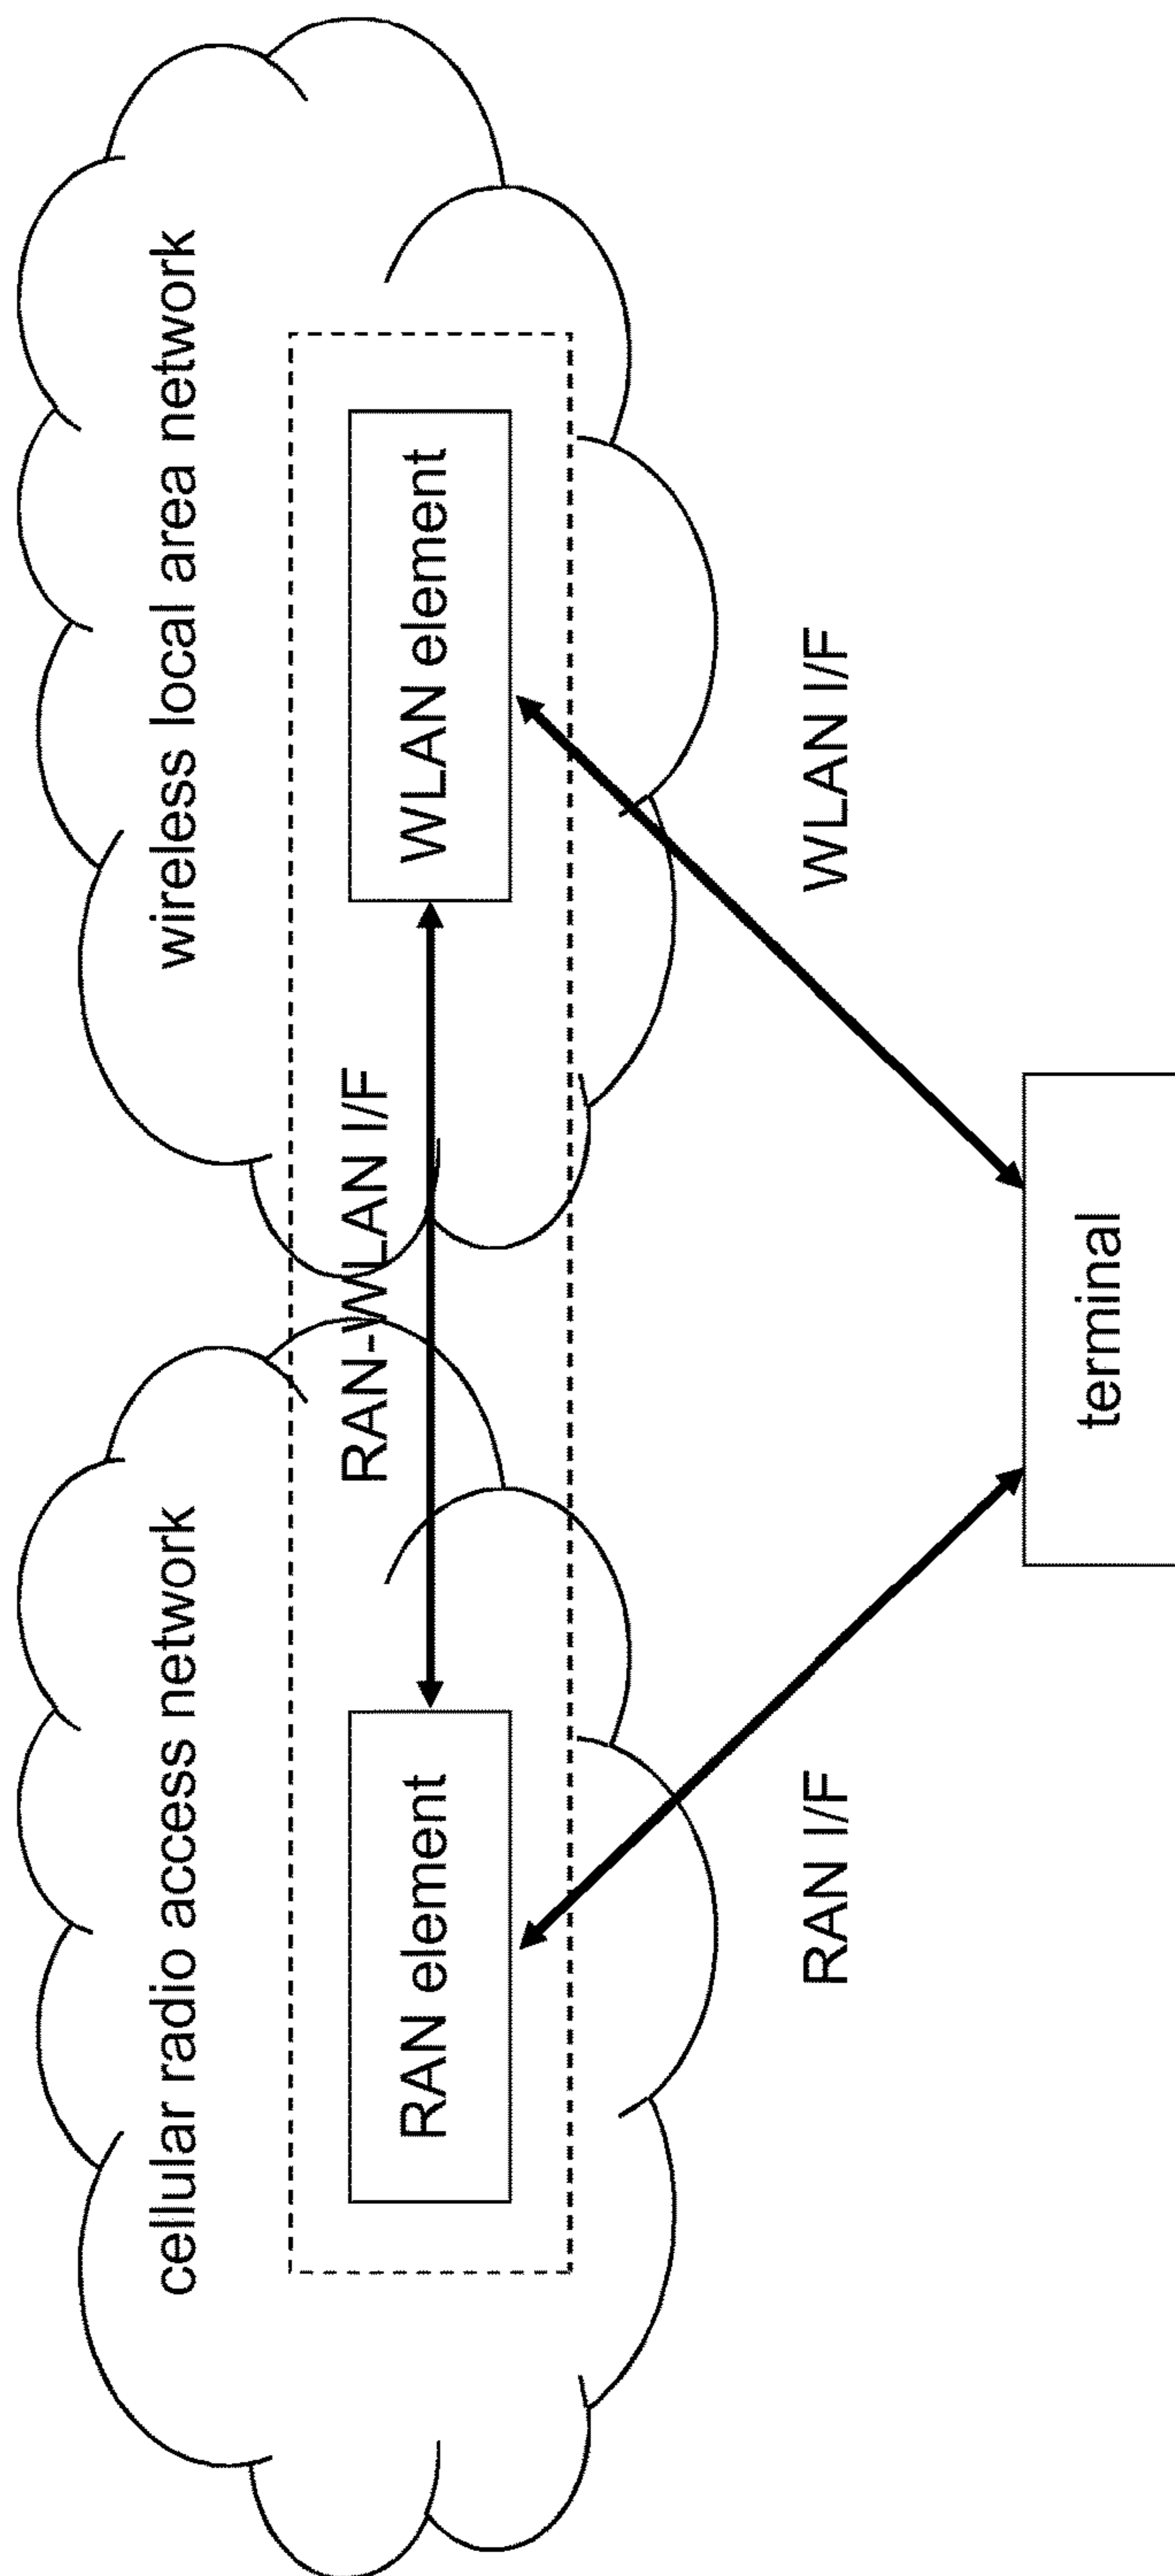 cellular radio access network
wireless local area network
RAN-WLAN I/F
RAN element
WLAN element
RAN I/F
WLAN I/F
terminal